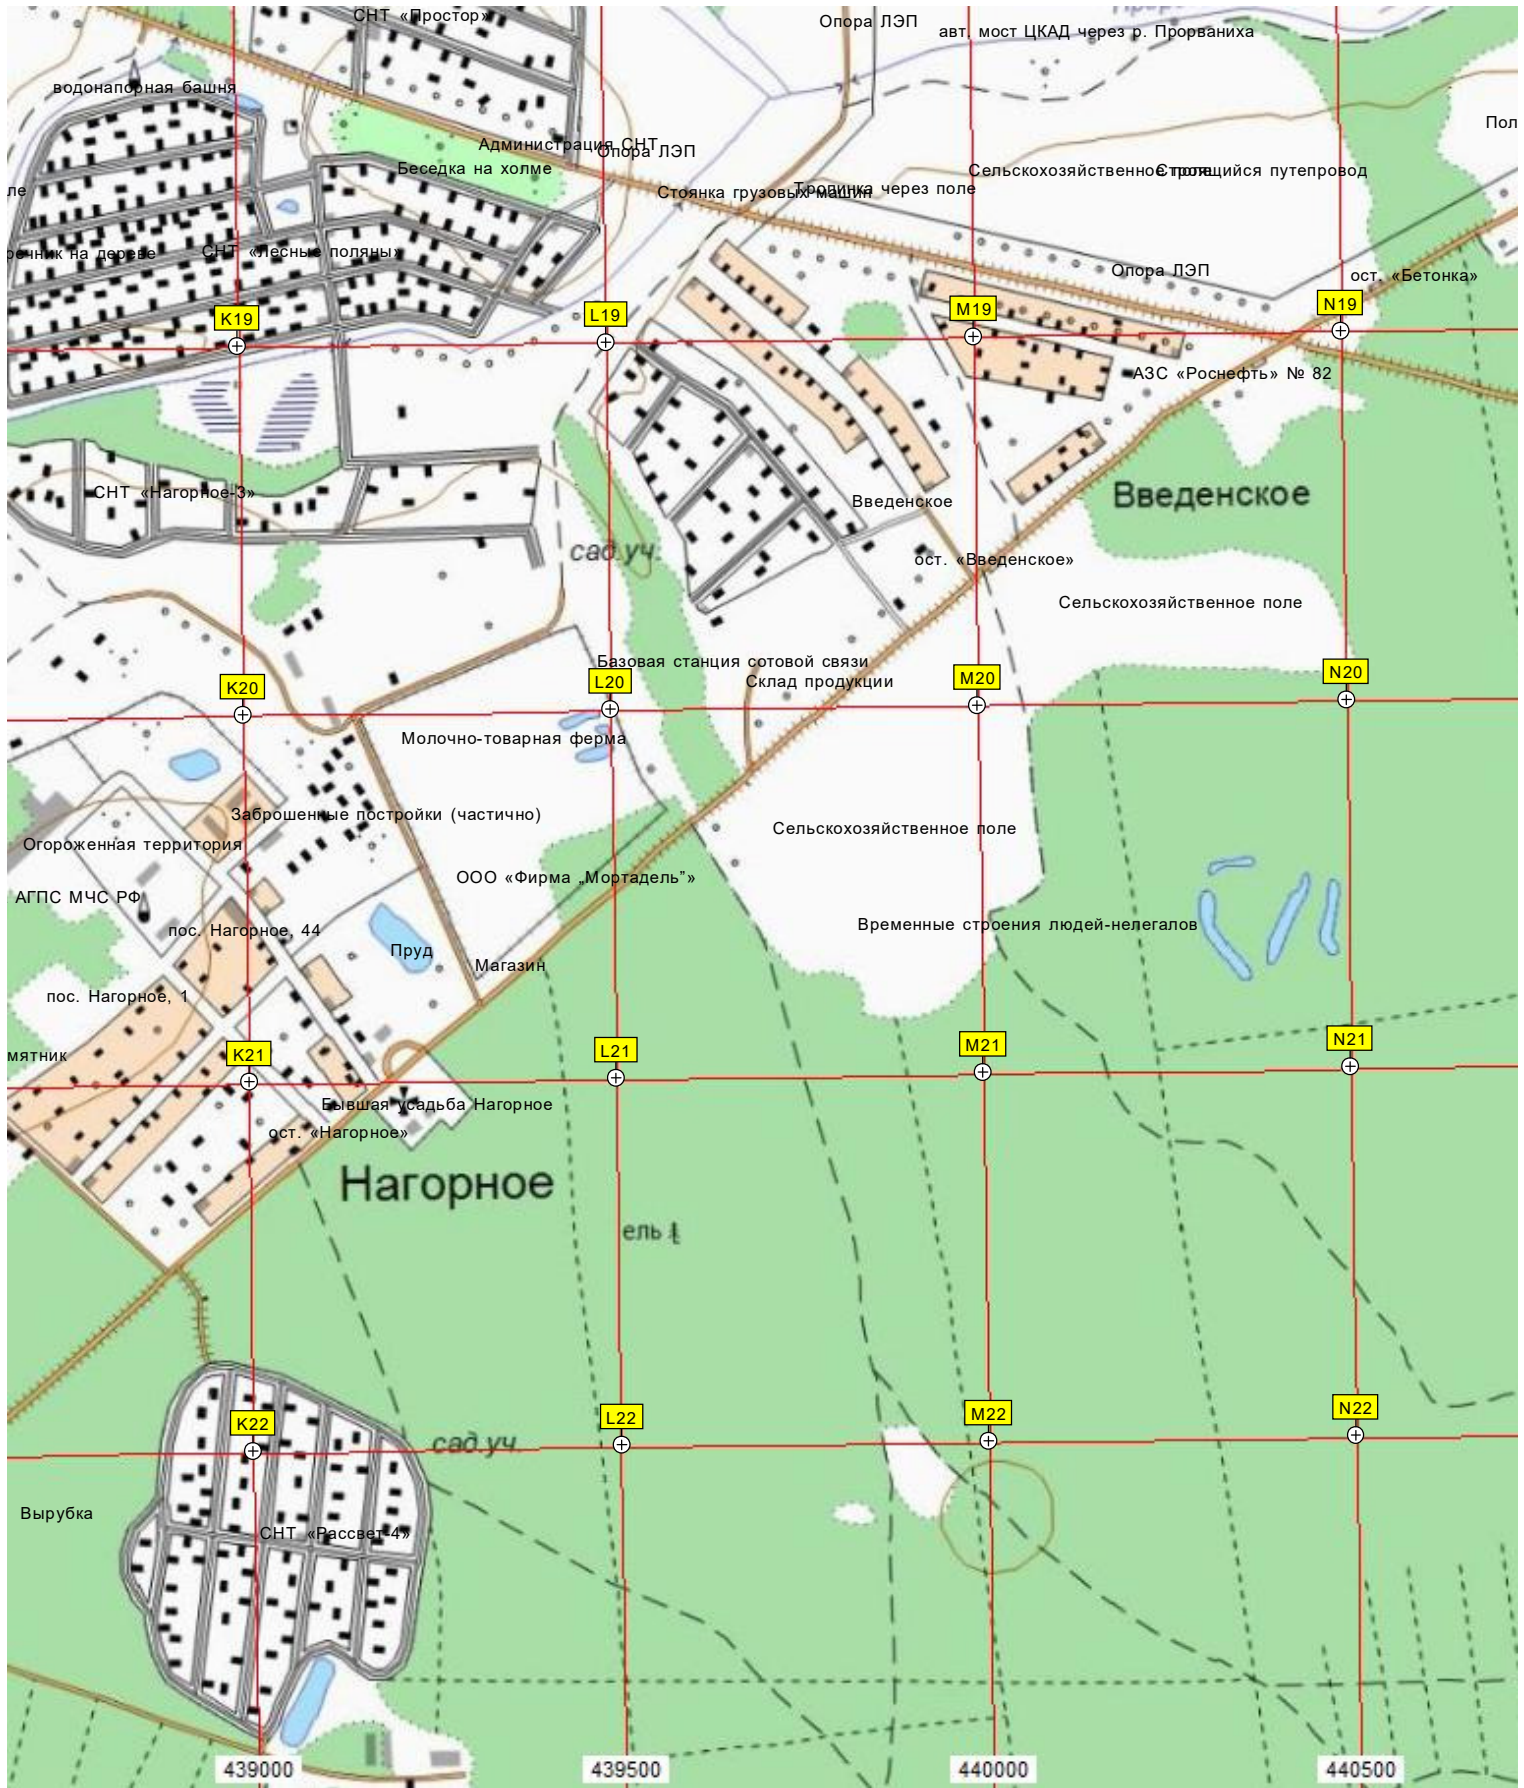 СНТ «Простор»
Опора ЛЭП
авт. мост ЦКАД через р. Прорваниха
водонапорная башня
Пол
Администрация СНТ
Опора ЛЭП
Беседка на холме
Сельскохозяйственное поле
Строящийся путепровод
ле
Стоянка грузовых машин
Тропинка через поле
речник на дереве
СНТ «Лесные поляны»
Опора ЛЭП
ост. «Бетонка»
K19
L19
M19
N19
АЗС «Роснефть» № 82
СНТ «Нагорное-3»
Введенское
Введенское
сад.уч.
ост. «Введенское»
Сельскохозяйственное поле
Базовая станция сотовой связи
K20
L20
Склад продукции
M20
N20
Молочно-товарная ферма
Заброшенные постройки (частично)
Сельскохозяйственное поле
Огороженная территория
ООО «Фирма „Мортадель”»
АГПС МЧС РФ
пос. Нагорное, 44
Временные строения людей-нелегалов
Пруд
Магазин
пос. Нагорное, 1
мятник
K21
L21
M21
N21
Бывшая усадьба Нагорное
ост. «Нагорное»
Нагорное
ель
K22
L22
M22
N22
сад.уч.
Вырубка
СНТ «Рассвет-4»
439000
439500
440000
440500